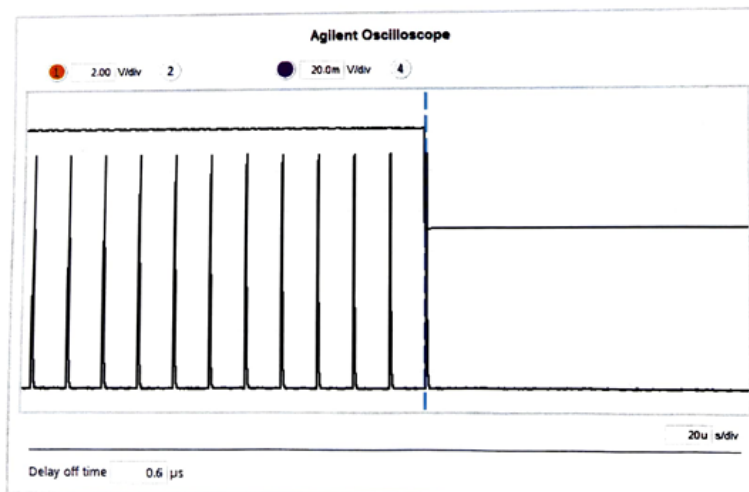 Agilent Oscilloscope
1 2.00 V/div 2 20.0m V/div 4
20u s/div
Delay off time 0.6 µs